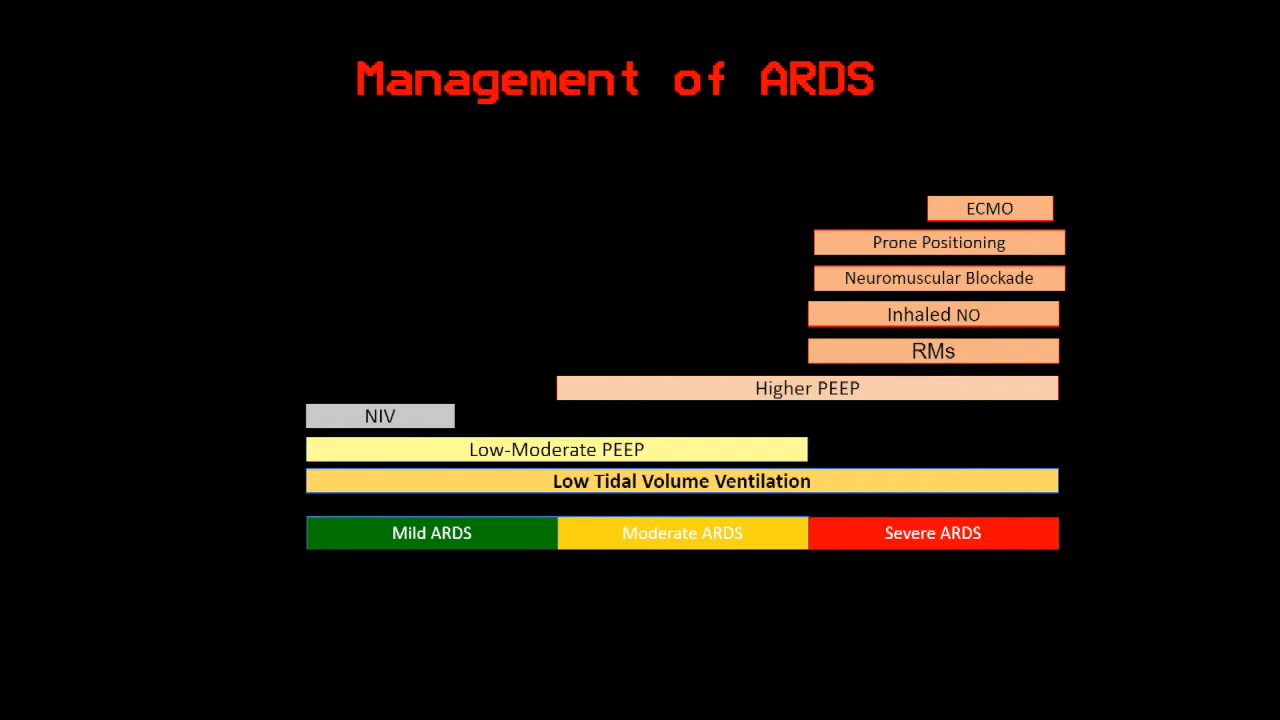 Management of ARDS
ECMO
Prone Positioning
Neuromuscular Blockade
Inhaled NO
RMs
Higher PEEP
NIV
Low-Moderate PEEP
Low Tidal Volume Ventilation
Mild ARDS
Moderate ARDS
Severe ARDS